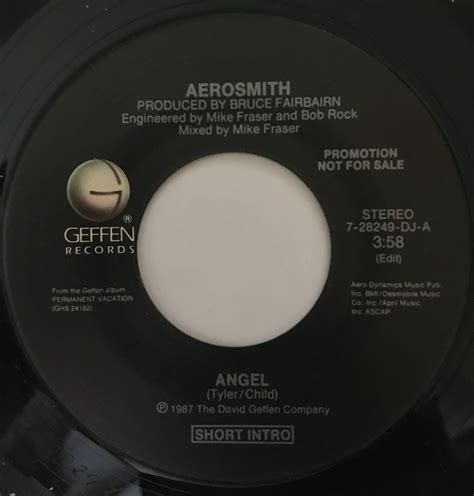 AEROSMITH
PRODUCED BY BRUCE FAIRBAIRN
Engineered by Mike Fraser and Bob Rock
Mixed by Mike Fraser
PROMOTION
NOT FOR SALE
G
®
GEFFEN
RECORDS
STEREO
7-28249-DJ-A
3:58
(Edit)
From the Geffen album
PERMANENT VACATION
(GHS 24162)
Aero Dynamics Music Pub.
Inc. BMI/Desmobile Music
Co. Inc./April Music
Inc. ASCAP
ANGEL
(Tyler/Child)
℗ 1987 The David Geffen Company
SHORT INTRO